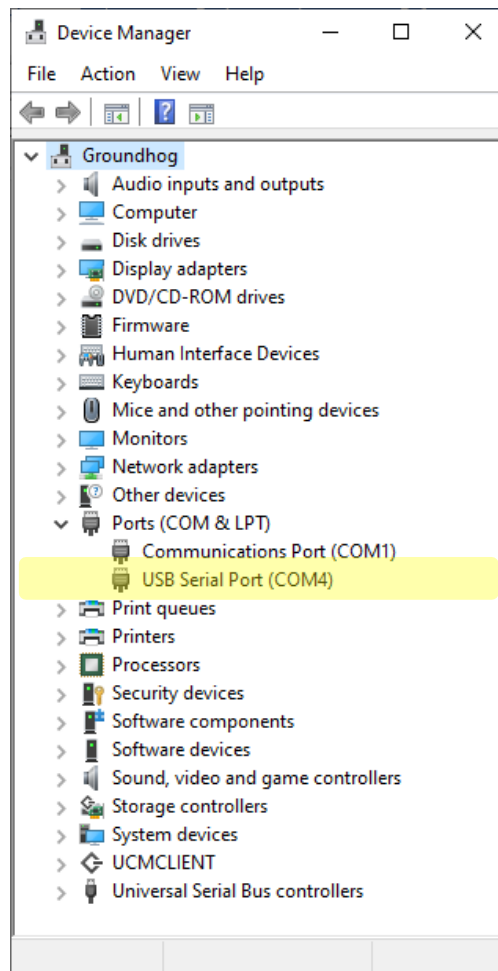 Device Manager
File Action View Help
Groundhog
Audio inputs and outputs
Computer
Disk drives
Display adapters
DVD/CD-ROM drives
Firmware
Human Interface Devices
Keyboards
Mice and other pointing devices
Monitors
Network adapters
Other devices
Ports (COM & LPT)
Communications Port (COM1)
USB Serial Port (COM4)
Print queues
Printers
Processors
Security devices
Software components
Software devices
Sound, video and game controllers
Storage controllers
System devices
UCMCLIENT
Universal Serial Bus controllers